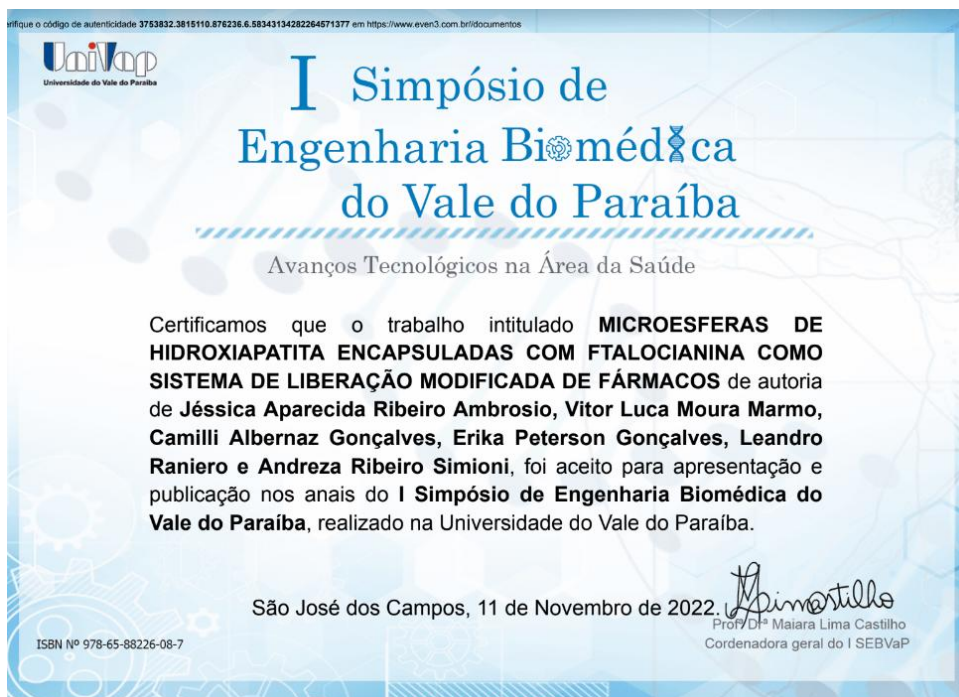 erifique o código de autenticidade 3753832.3815110.876236.6.58343134282264571377 em https://www.even3.com.br//documentos
UniVap
Universidade do Vale do Paraíba
I Simpósio de
Engenharia Biomédica
do Vale do Paraíba
Avanços Tecnológicos na Área da Saúde
Certificamos que o trabalho intitulado MICROESFERAS DE
HIDROXIAPATITA ENCAPSULADAS COM FTALOCIANINA COMO
SISTEMA DE LIBERAÇÃO MODIFICADA DE FÁRMACOS de autoria
de Jéssica Aparecida Ribeiro Ambrosio, Vitor Luca Moura Marmo,
Camilli Albernaz Gonçalves, Erika Peterson Gonçalves, Leandro
Raniero e Andreza Ribeiro Simioni, foi aceito para apresentação e
publicação nos anais do I Simpósio de Engenharia Biomédica do
Vale do Paraíba, realizado na Universidade do Vale do Paraíba.
São José dos Campos, 11 de Novembro de 2022.
Profª Drª Maiara Lima Castilho
Cordenadora geral do I SEBVaP
ISBN Nº 978-65-88226-08-7